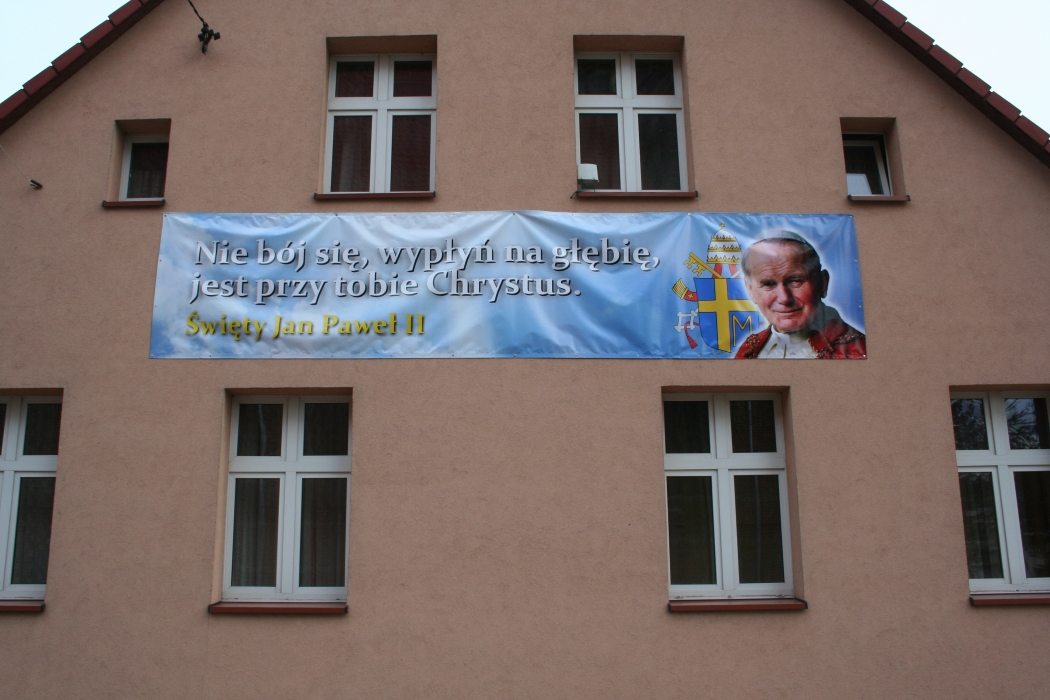 Nie bój się, wypłyń na głębię,
jest przy tobie Chrystus.
Święty Jan Paweł II
M